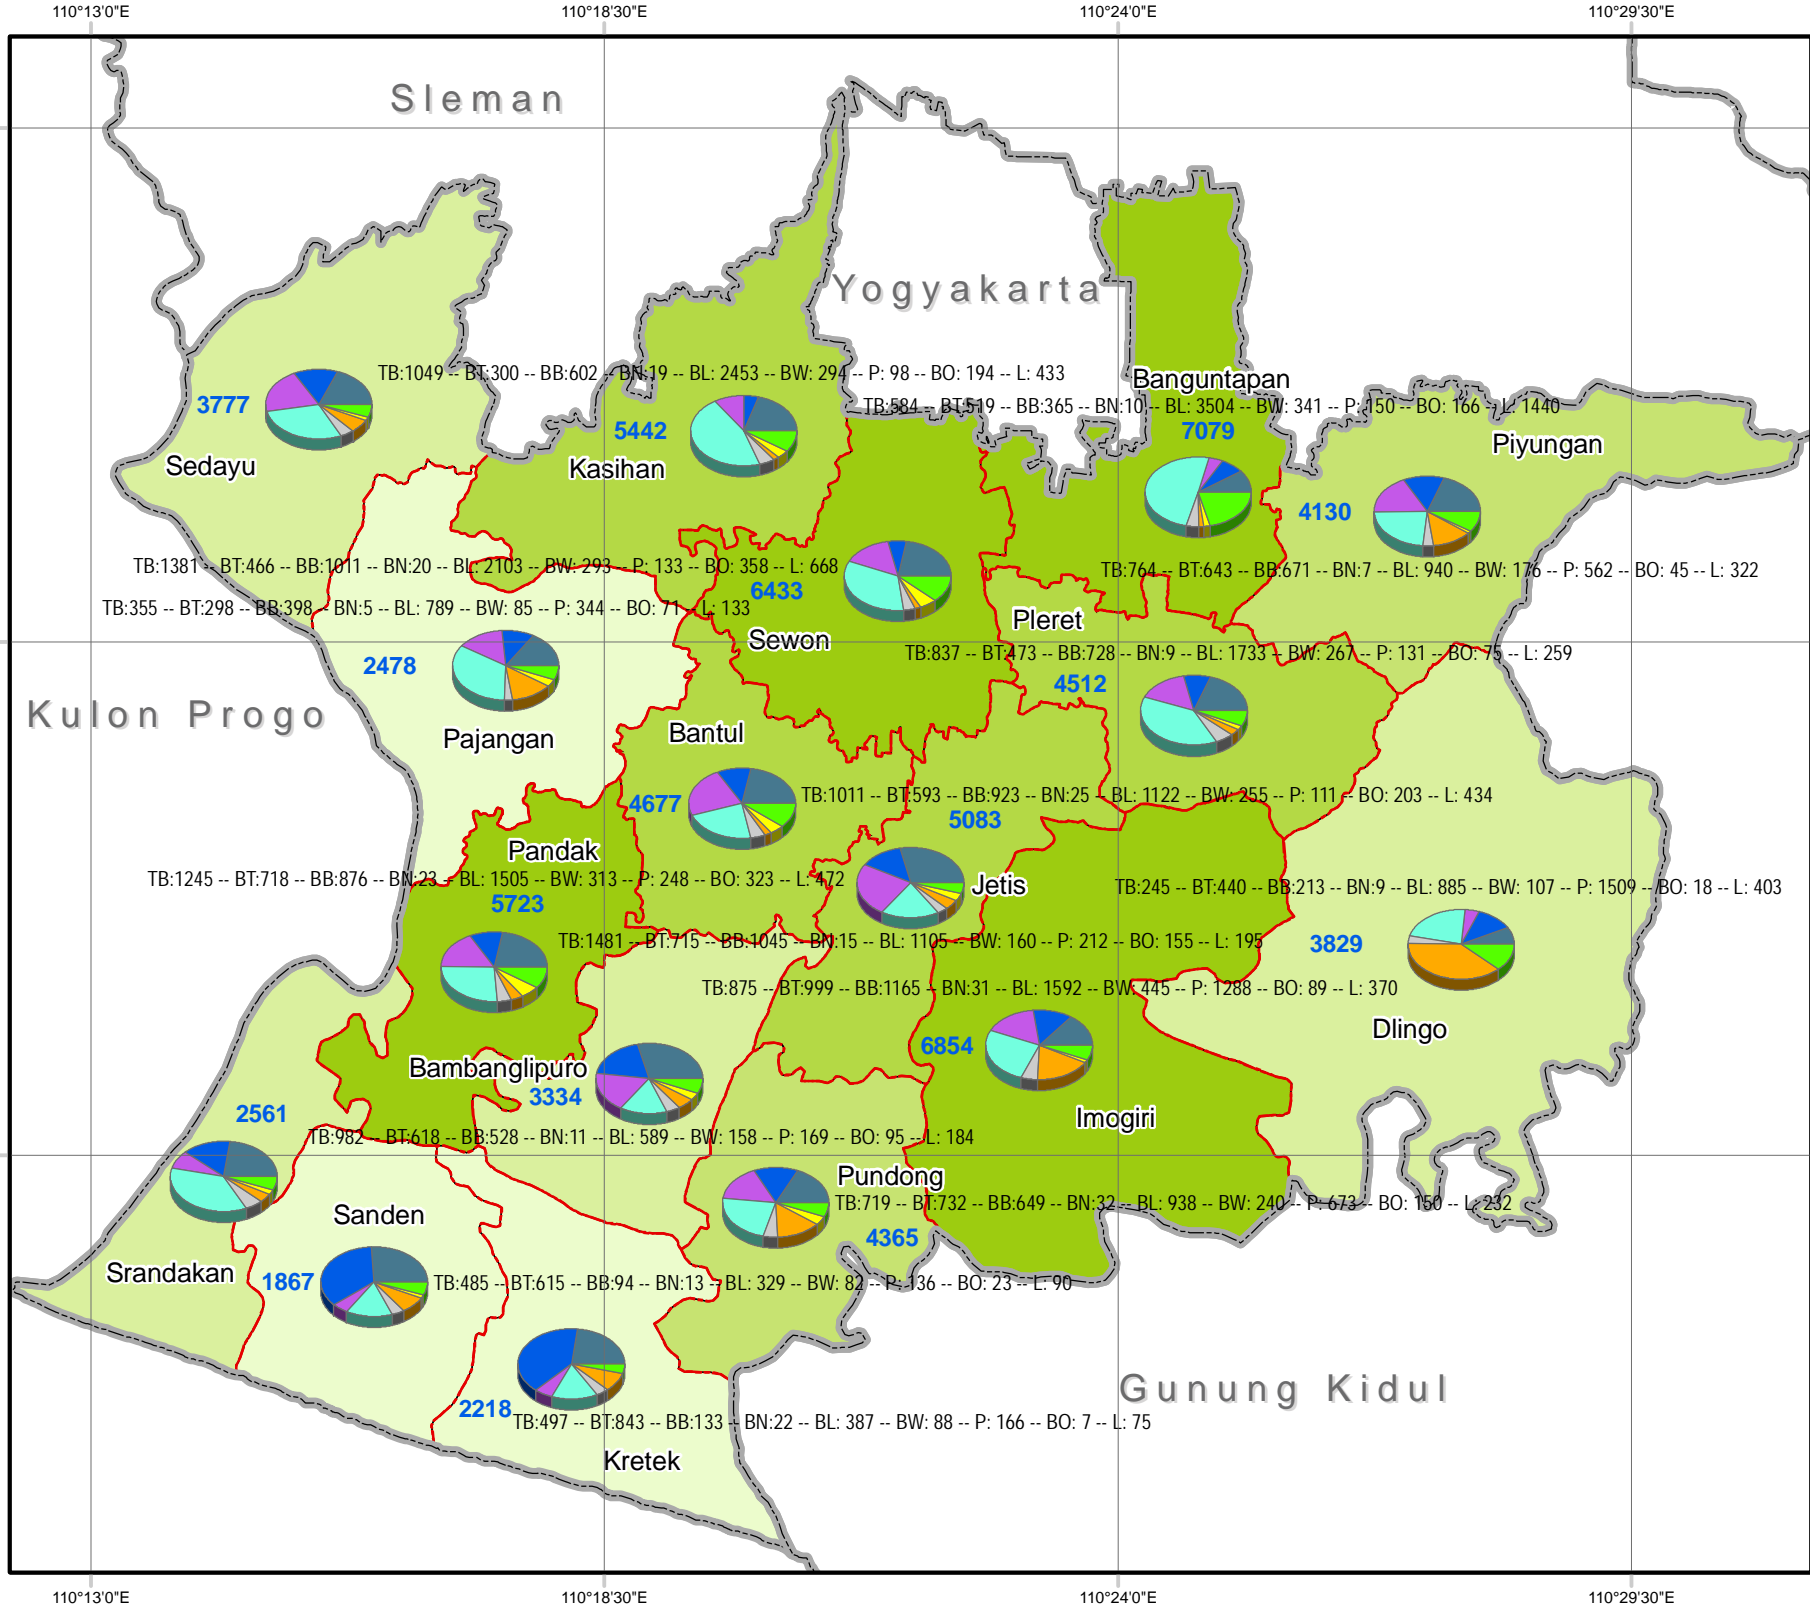 110°13'0"E
110°18'30"E
110°24'0"E
110°29'30"E
Sleman
Yogyakarta
TB:1049 -- BT:300 -- BB:602 -- BN:19 -- BL: 2453 -- BW: 294 -- P: 98 -- BO: 194 -- L: 433
Banguntapan
3777
TB:584 -- BT:519 -- BB:365 -- BN:10 -- BL: 3504 -- BW: 341 -- P: 150 -- BO: 166 -- L: 1440
5442
7079
Piyungan
Sedayu
Kasihan
4130
TB:1381 -- BT:466 -- BB:1011 -- BN:20 -- BL: 2103 -- BW: 293 -- P: 133 -- BO: 358 -- L: 668
TB:764 -- BT:643 -- BB:671 -- BN:7 -- BL: 940 -- BW: 176 -- P: 562 -- BO: 45 -- L: 322
6433
TB:355 -- BT:298 -- BB:398 -- BN:5 -- BL: 789 -- BW: 85 -- P: 344 -- BO: 71 -- L: 133
Pleret
Sewon
TB:837 -- BT:473 -- BB:728 -- BN:9 -- BL: 1733 -- BW: 267 -- P: 131 -- BO: 75 -- L: 259
2478
4512
Kulon Progo
Pajangan
Bantul
TB:1011 -- BT:593 -- BB:923 -- BN:25 -- BL: 1122 -- BW: 255 -- P: 111 -- BO: 203 -- L: 434
4677
5083
Pandak
TB:1245 -- BT:718 -- BB:876 -- BN:23 -- BL: 1505 -- BW: 313 -- P: 248 -- BO: 323 -- L: 472
Jetis
TB:245 -- BT:440 -- BB:213 -- BN:9 -- BL: 885 -- BW: 107 -- P: 1509 -- BO: 18 -- L: 403
5723
TB:1481 -- BT:715 -- BB:1045 -- BN:15 -- BL: 1105 -- BW: 160 -- P: 212 -- BO: 155 -- L: 195
3829
TB:875 -- BT:999 -- BB:1165 -- BN:31 -- BL: 1592 -- BW: 445 -- P: 1288 -- BO: 89 -- L: 370
Dlingo
6854
Bambanglipuro
3334
2561
Imogiri
TB:982 -- BT:618 -- BB:528 -- BN:11 -- BL: 589 -- BW: 158 -- P: 169 -- BO: 95 -- L: 184
Pundong
TB:719 -- BT:732 -- BB:649 -- BN:32 -- BL: 938 -- BW: 240 -- P: 673 -- BO: 150 -- L: 232
Sanden
4365
Srandakan
1867
TB:485 -- BT:615 -- BB:94 -- BN:13 -- BL: 329 -- BW: 82 -- P: 136 -- BO: 23 -- L: 90
Gunung Kidul
2218
TB:497 -- BT:843 -- BB:133 -- BN:22 -- BL: 387 -- BW: 88 -- P: 166 -- BO: 7 -- L: 75
Kretek
110°13'0"E
110°18'30"E
110°24'0"E
110°29'30"E